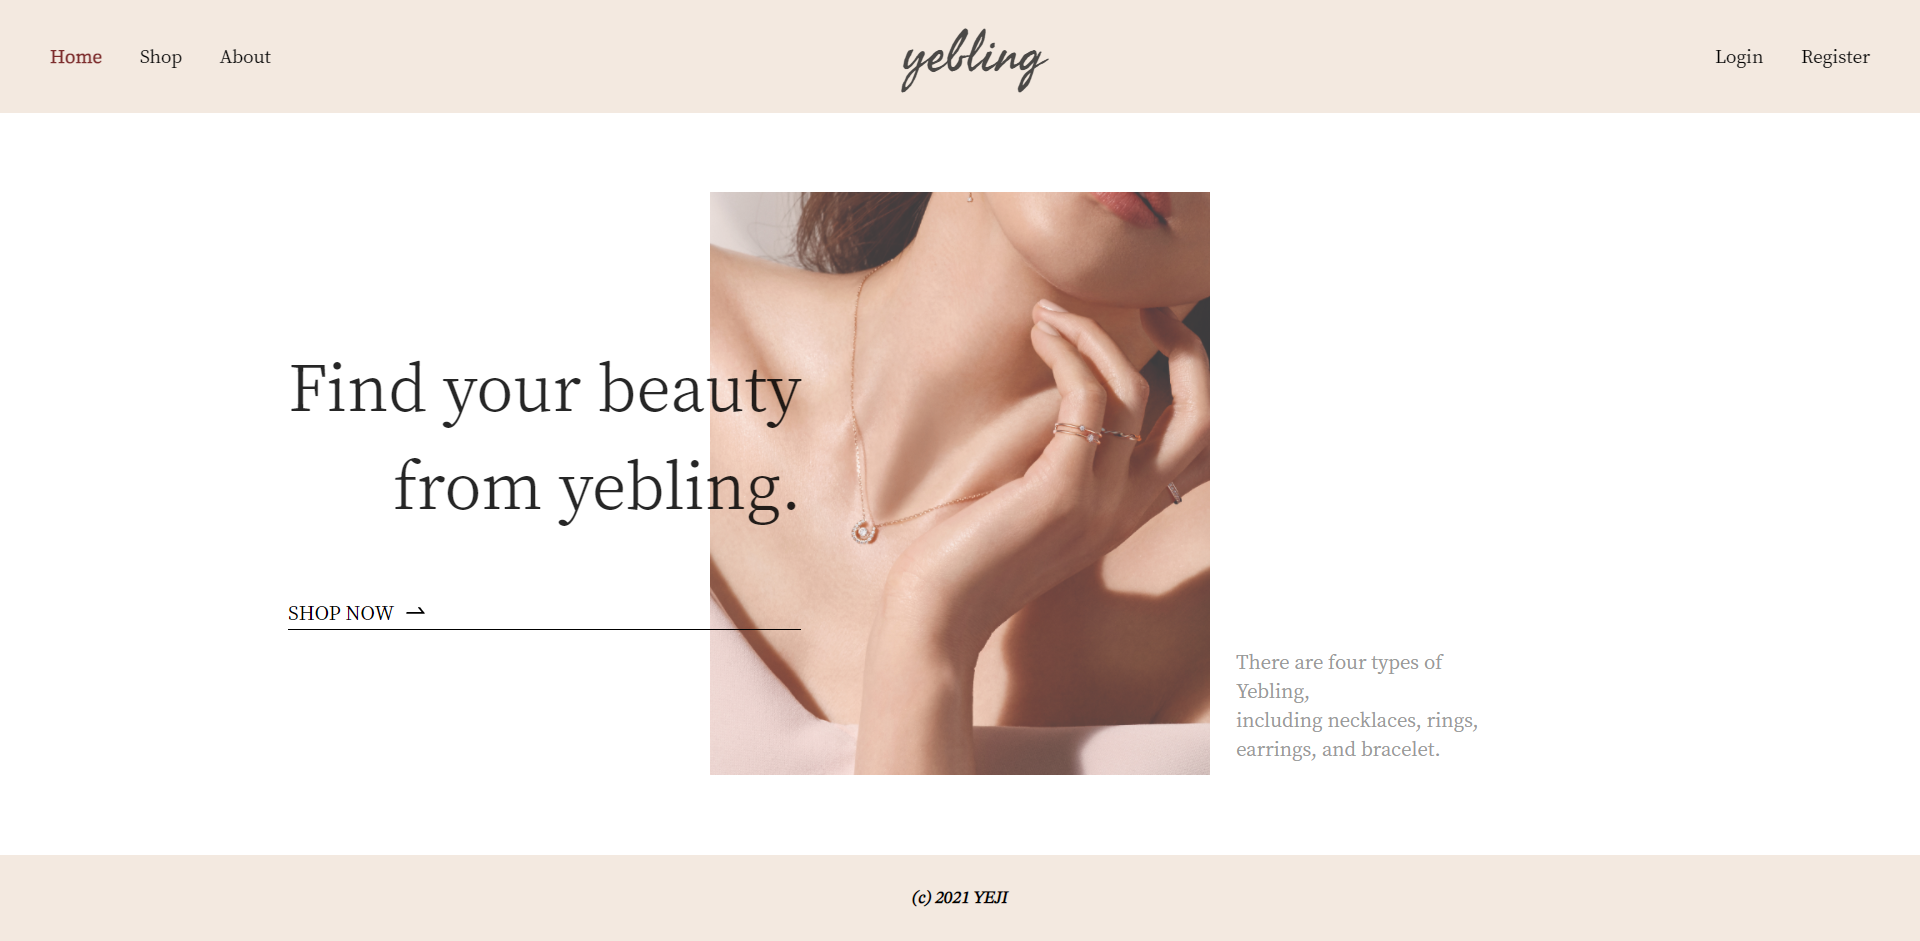 Home
Shop
About
yebling
Login
Register
Find your beauty
from yebling.
SHOP NOW ⇀
There are four types of
Yebling,
including necklaces, rings,
earrings, and bracelet.
(c) 2021 YEJI